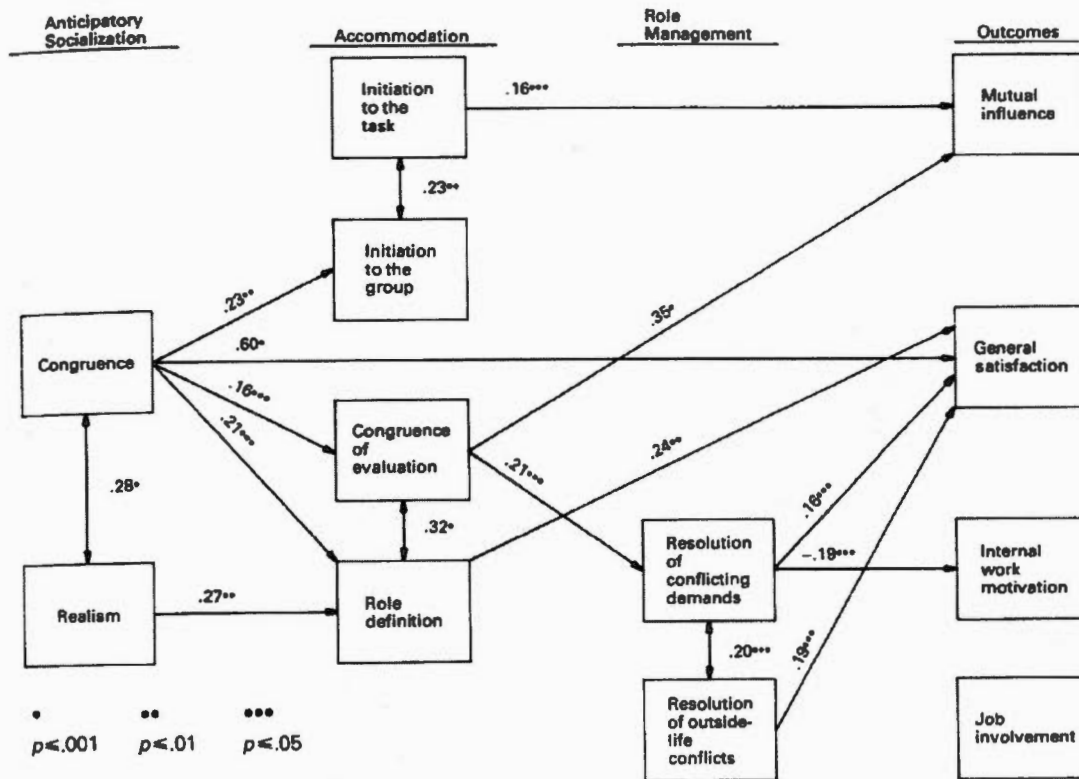 Anticipatory
Socialization
Accommodation
Role
Management
Outcomes
Initiation
to the
task
.16•••
Mutual
influence
.23••
Initiation
to the
group
.23••
.35•
Congruence
.60•
General
satisfaction
.16•••
.21•••
Congruence
of
evaluation
.24••
.21•••
.28•
.32•
.16•••
Resolution
of
conflicting
demands
–.19•••
Internal
work
motivation
Realism
.27••
Role
definition
.20•••
.19•••
Resolution
of outside-
life
conflicts
Job
involvement
• •• •••
p≤.001 p≤.01 p≤.05